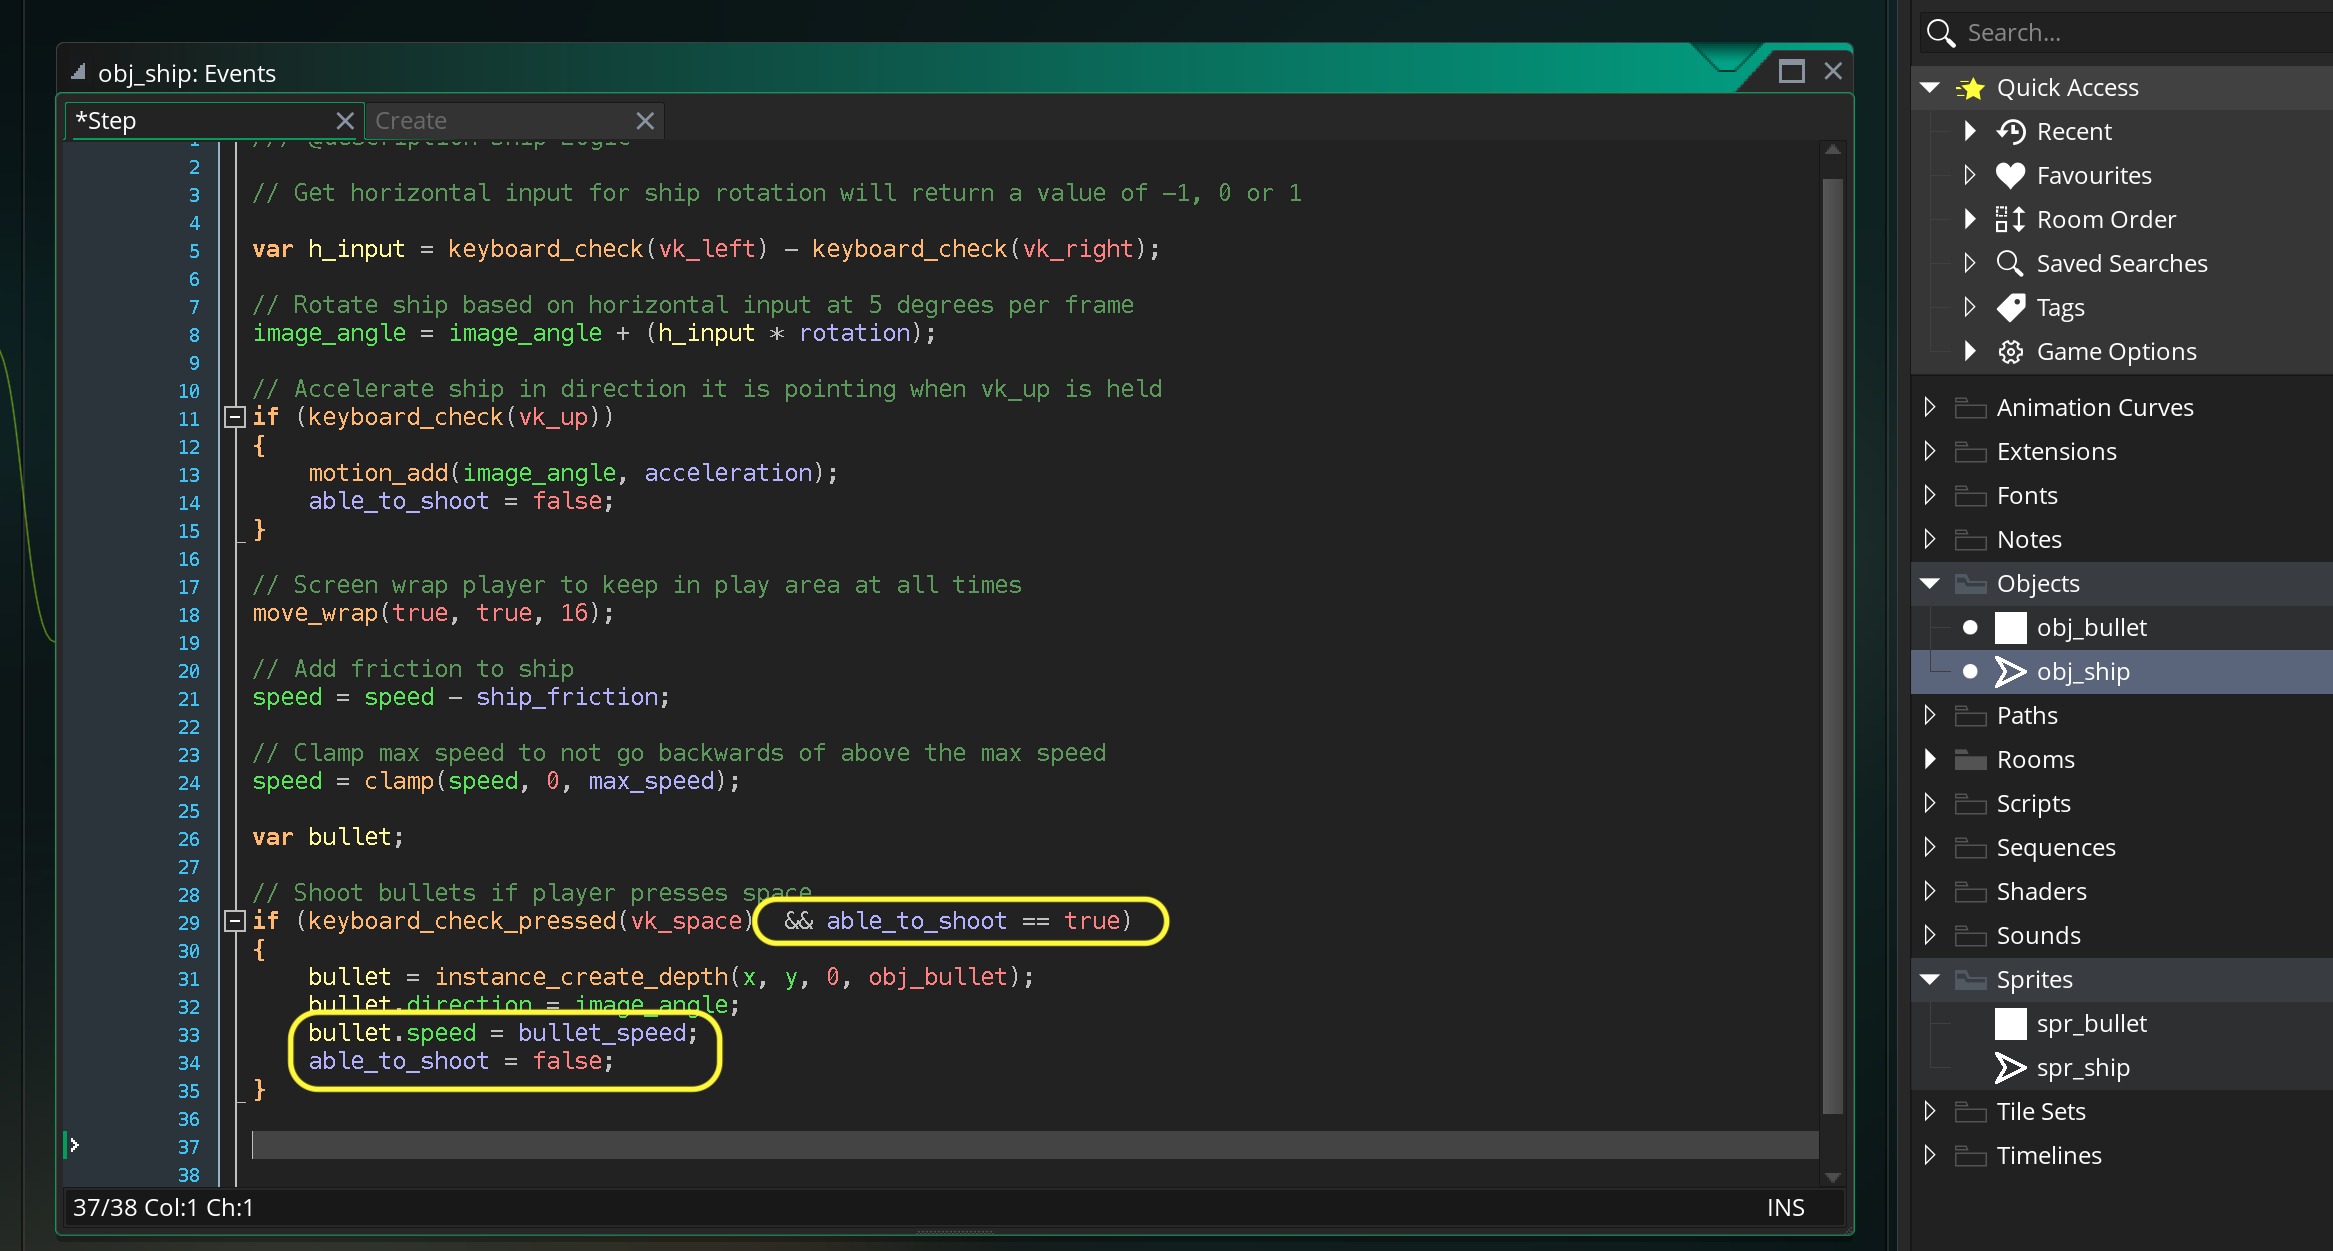 obj_ship: Events
*Step
Create
1 /// @description Ship Logic
2
3 // Get horizontal input for ship rotation will return a value of -1, 0 or 1
4
5 var h_input = keyboard_check(vk_left) - keyboard_check(vk_right);
6
7 // Rotate ship based on horizontal input at 5 degrees per frame
8 image_angle = image_angle + (h_input * rotation);
9
10 // Accelerate ship in direction it is pointing when vk_up is held
11 if (keyboard_check(vk_up))
12 {
13 motion_add(image_angle, acceleration);
14 able_to_shoot = false;
15 }
16
17 // Screen wrap player to keep in play area at all times
18 move_wrap(true, true, 16);
19
20 // Add friction to ship
21 speed = speed - ship_friction;
22
23 // Clamp max speed to not go backwards of above the max speed
24 speed = clamp(speed, 0, max_speed);
25
26 var bullet;
27
28 // Shoot bullets if player presses space
29 if (keyboard_check_pressed(vk_space) && able_to_shoot == true)
30 {
31 bullet = instance_create_depth(x, y, 0, obj_bullet);
32 bullet.direction = image_angle;
33 bullet.speed = bullet_speed;
34 able_to_shoot = false;
35 }
36
37
38
37/38 Col:1 Ch:1
INS
Search...
Quick Access
Recent
Favourites
Room Order
Saved Searches
Tags
Game Options
Animation Curves
Extensions
Fonts
Notes
Objects
obj_bullet
obj_ship
Paths
Rooms
Scripts
Sequences
Shaders
Sounds
Sprites
spr_bullet
spr_ship
Tile Sets
Timelines